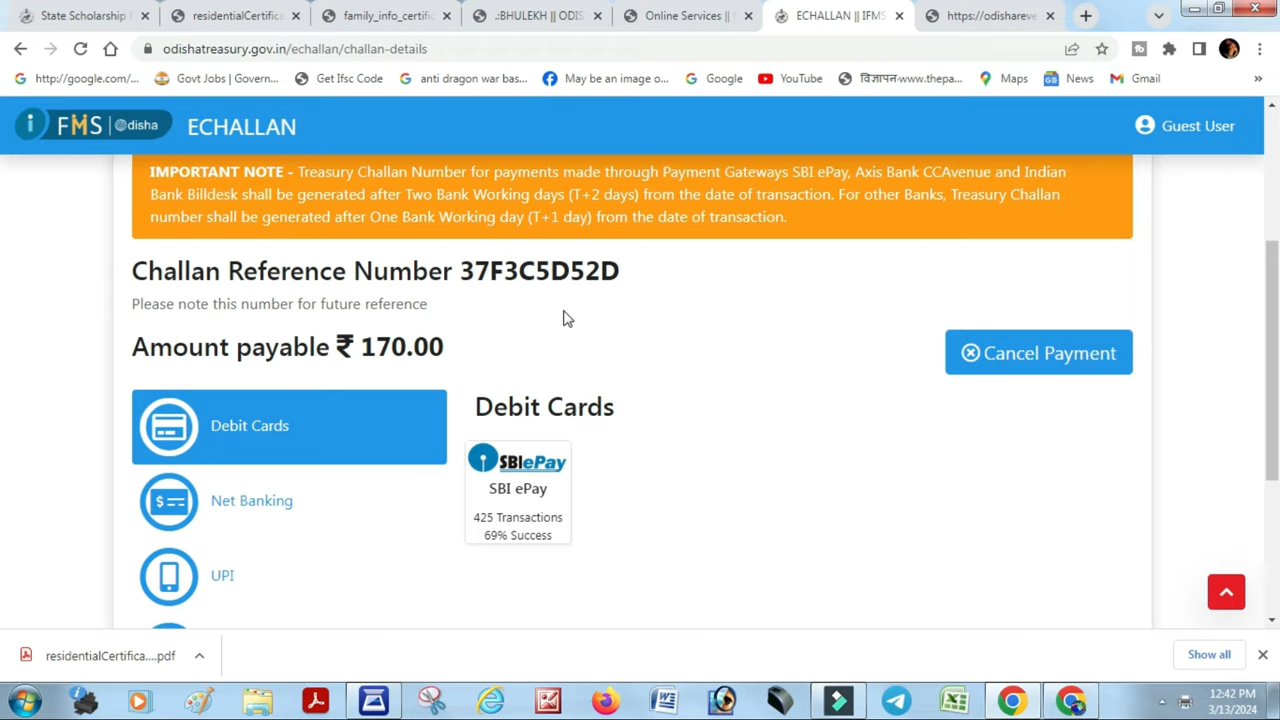 State Scholarship
residentialCertifica
family_info_certific
.:BHULEKH || ODIS
Online Services ||
ECHALLAN || IFMS
https://odishareve
odishatreasury.gov.in/echallan/challan-details
http://google.com/...
Govt Jobs | Govern...
Get Ifsc Code
anti dragon war bas...
May be an image o...
Google
YouTube
विज्ञापन-www.thepa...
Maps
News
Gmail
»
i FMS | Odisha
ECHALLAN
Guest User
IMPORTANT NOTE - Treasury Challan Number for payments made through Payment Gateways SBI ePay, Axis Bank CCAvenue and Indian
Bank Billdesk shall be generated after Two Bank Working days (T+2 days) from the date of transaction. For other Banks, Treasury Challan
number shall be generated after One Bank Working day (T+1 day) from the date of transaction.
Challan Reference Number 37F3C5D52D
Please note this number for future reference
Amount payable ₹ 170.00
Cancel Payment
Debit Cards
Debit Cards
SBIePay
SBI ePay
425 Transactions
69% Success
Net Banking
UPI
residentialCertifica....pdf
Show all
12:42 PM
3/13/2024